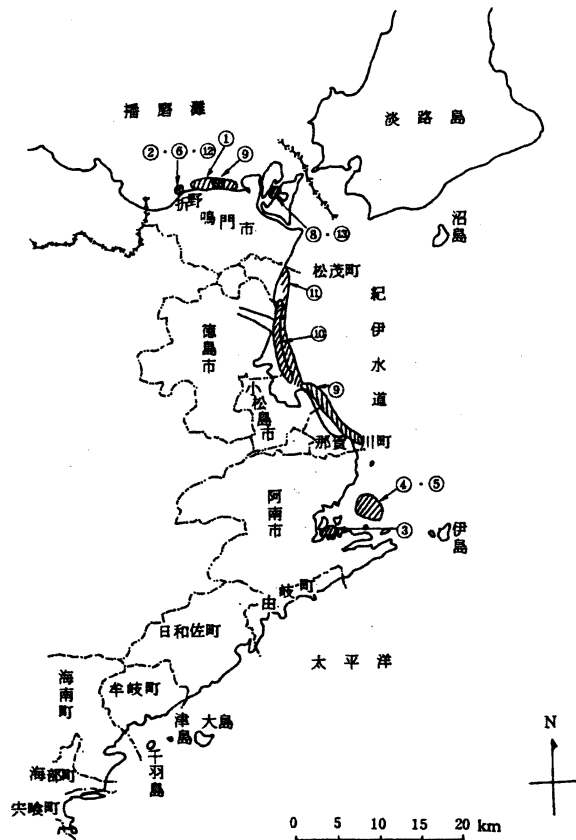 播磨灘
淡路島
②・⑥・⑫
①
⑨
折野
鳴門市
⑧・⑬
沼島
松茂町
⑪
紀伊水道
⑩
徳島市
⑨
小松島市
那賀川町
④・⑤
阿南市
③
伊島
由岐町
日和佐町
太平洋
海南町
牟岐町
津島
大島
N
千羽島
海部町
宍喰町
0 5 10 15 20 km